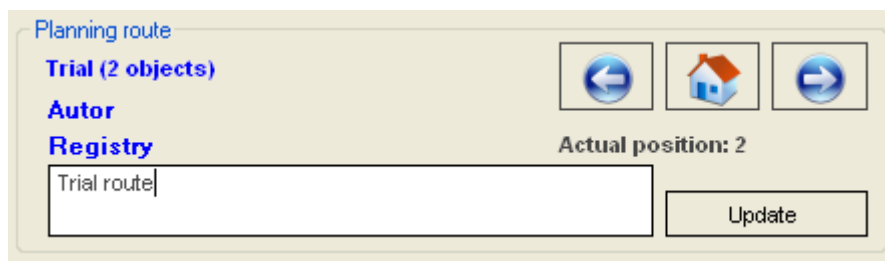 Planning route
Trial (2 objects)
Autor
Registry
Actual position: 2
Trial route
Update